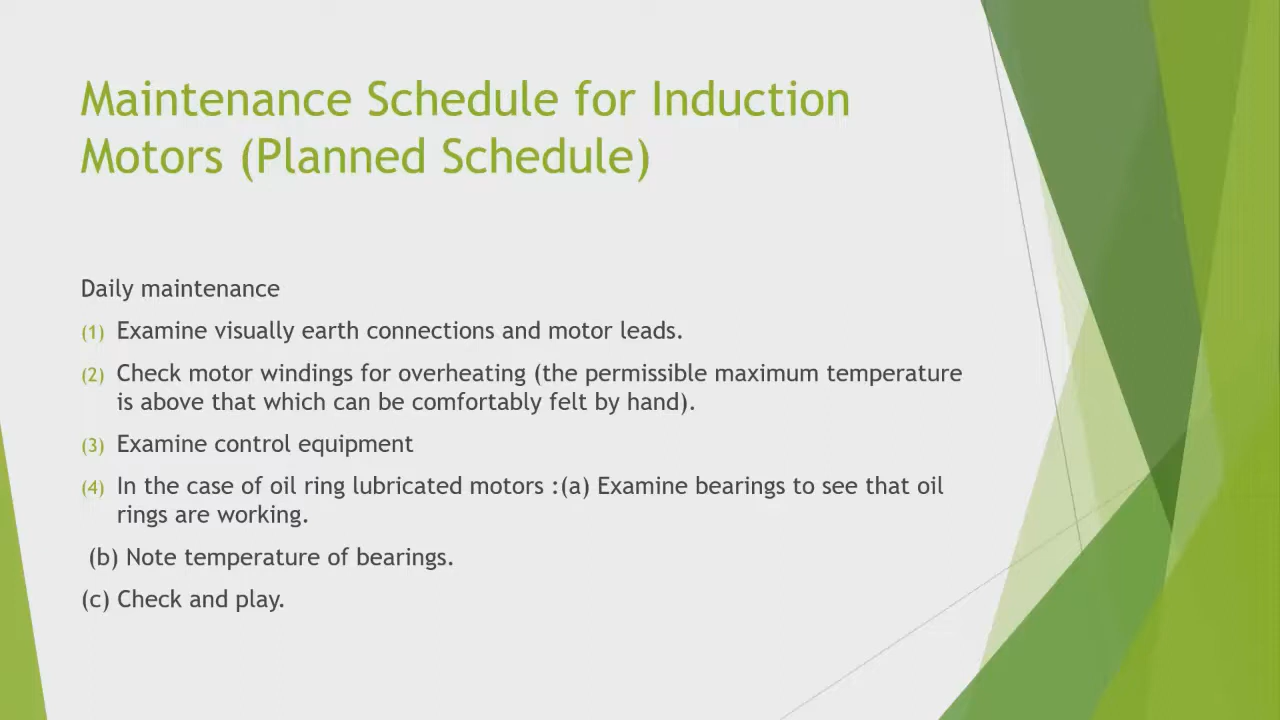 Maintenance Schedule for Induction
Motors (Planned Schedule)
Daily maintenance
(1) Examine visually earth connections and motor leads.
(2) Check motor windings for overheating (the permissible maximum temperature
is above that which can be comfortably felt by hand).
(3) Examine control equipment
(4) In the case of oil ring lubricated motors :(a) Examine bearings to see that oil
rings are working.
(b) Note temperature of bearings.
(c) Check and play.